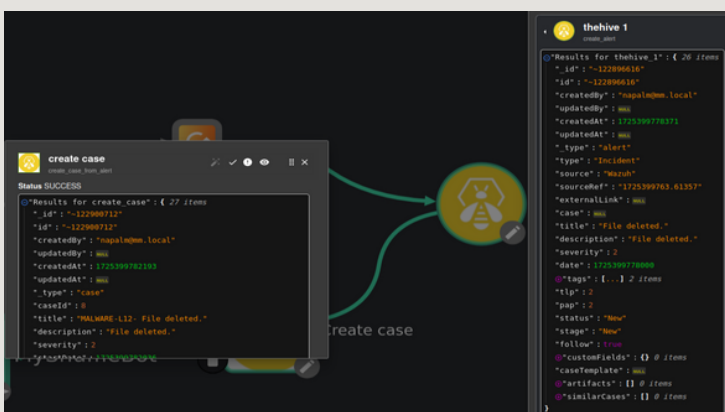 thehive 1
create_alert
"Results for thehive_1" : { 26 items
"_id" : "~122896616"
"id" : "~122896616"
"createdBy" : "napalm@mm.local"
"updatedBy" : NULL
"createdAt" : 1725399778371
"updatedAt" : NULL
"_type" : "alert"
"type" : "Incident"
"source" : "Wazuh"
"sourceRef" : "1725399763.61357"
"externalLink" : NULL
"case" : NULL
"title" : "File deleted."
"description" : "File deleted."
"severity" : 2
"date" : 1725399770000
"tags" : [...] 2 items
"tlp" : 2
"pap" : 2
"status" : "New"
"stage" : "New"
"follow" : true
"customFields" : {} 0 items
"caseTemplate" : NULL
"artifacts" : [] 0 items
"similarCases" : [] 0 items
}
create case
create_case_from_alert
Status SUCCESS
"Results for create_case" : { 27 items
"_id" : "~122900712"
"id" : "~122900712"
"createdBy" : "napalm@mm.local"
"updatedBy" : NULL
"createdAt" : 1725399782193
"updatedAt" : NULL
"_type" : "case"
"caseId" : 8
"title" : "MALWARE-L12- File deleted."
"description" : "File deleted."
"severity" : 2
Create case